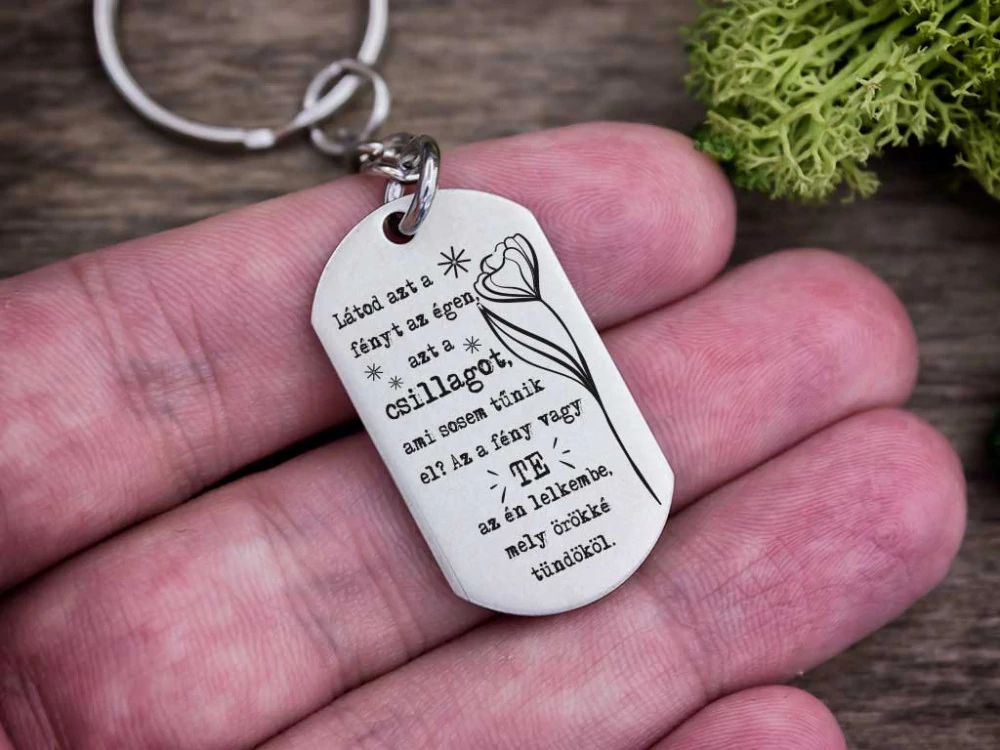 Látod azt a
fényt az égen,
azt a
csillagot,
ami sosem tűnik
el? Az a fény vagy
TE
az én lelkembe,
mely örökké
tündököl.